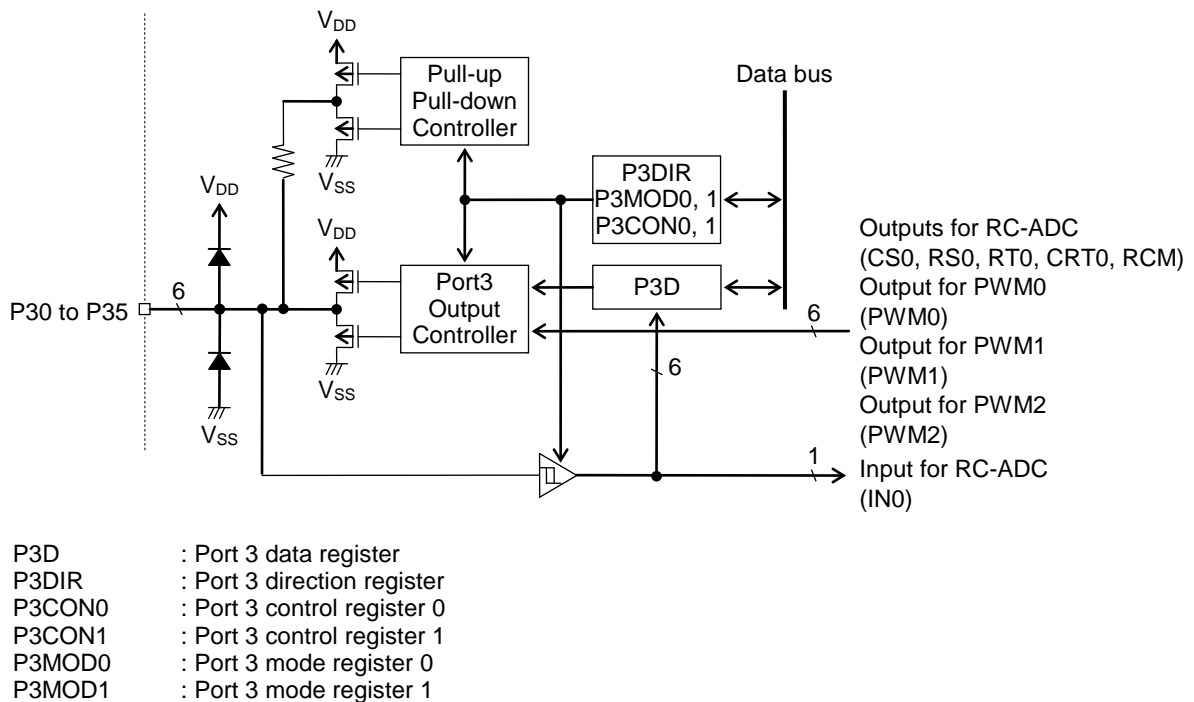 VDD
Pull-up
Pull-down
Controller
VSS
Data bus
P3DIR
P3MOD0, 1
P3CON0, 1
VDD
VDD
Port3
Output
Controller
P3D
P30 to P35
6
VSS
VSS
6
6
Outputs for RC-ADC
(CS0, RS0, RT0, CRT0, RCM)
Output for PWM0
(PWM0)
Output for PWM1
(PWM1)
Output for PWM2
(PWM2)
1
Input for RC-ADC
(IN0)
P3D : Port 3 data register
P3DIR : Port 3 direction register
P3CON0 : Port 3 control register 0
P3CON1 : Port 3 control register 1
P3MOD0 : Port 3 mode register 0
P3MOD1 : Port 3 mode register 1